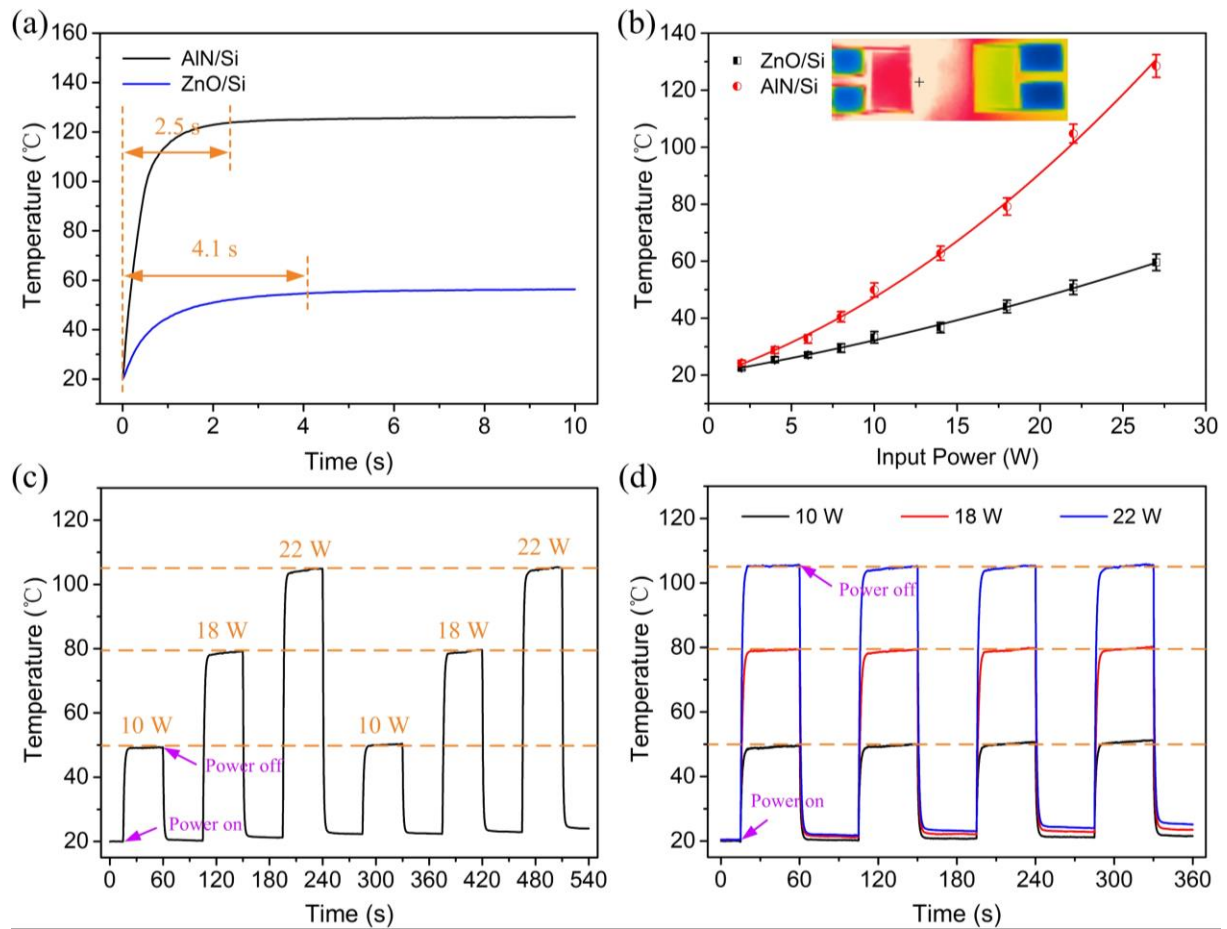 (a)
160
140
120
100
80
60
40
20
Temperature (℃)
AlN/Si
ZnO/Si
2.5 s
4.1 s
0 2 4 6 8 10
Time (s)
(b)
140
120
100
80
60
40
20
Temperature (℃)
ZnO/Si
AlN/Si
0 5 10 15 20 25 30
Input Power (W)
(c)
120
100
80
60
40
20
Temperature (℃)
22 W 22 W
18 W 18 W
10 W 10 W
Power off
Power on
0 60 120 180 240 300 360 420 480 540
Time (s)
(d)
120
100
80
60
40
20
Temperature (℃)
10 W 18 W 22 W
Power off
Power on
0 60 120 180 240 300 360
Time (s)